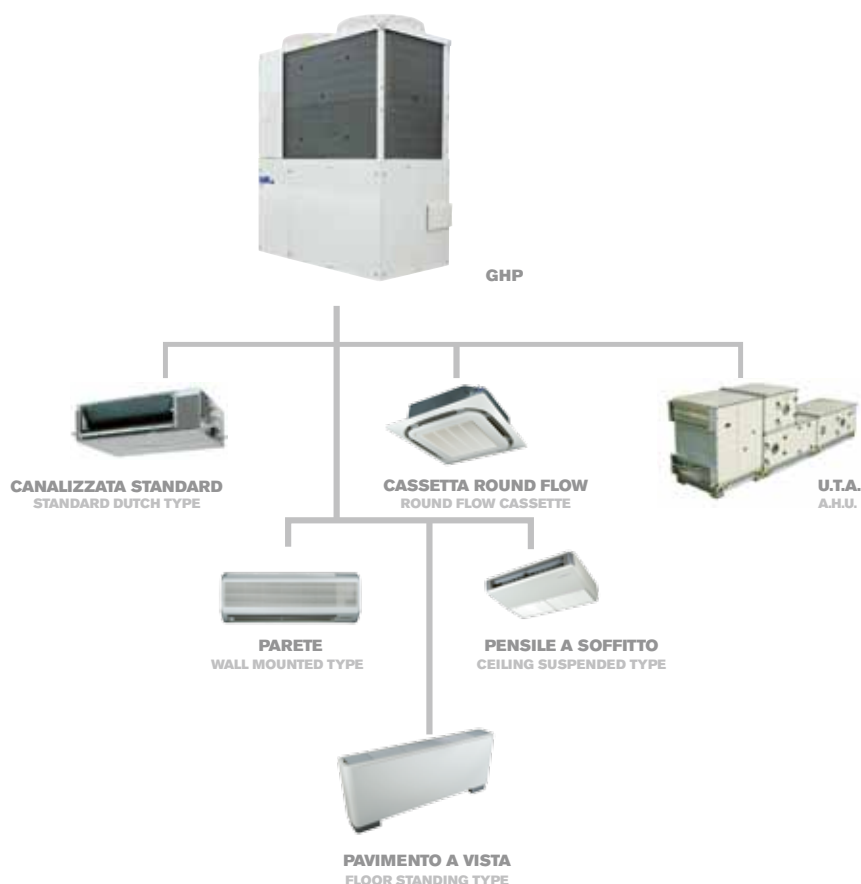 GHP
CANALIZZATA STANDARD
STANDARD DUTCH TYPE
CASSETTA ROUND FLOW
ROUND FLOW CASSETTE
U.T.A.
A.H.U.
PARETE
WALL MOUNTED TYPE
PENSILE A SOFFITTO
CEILING SUSPENDED TYPE
PAVIMENTO A VISTA
FLOOR STANDING TYPE